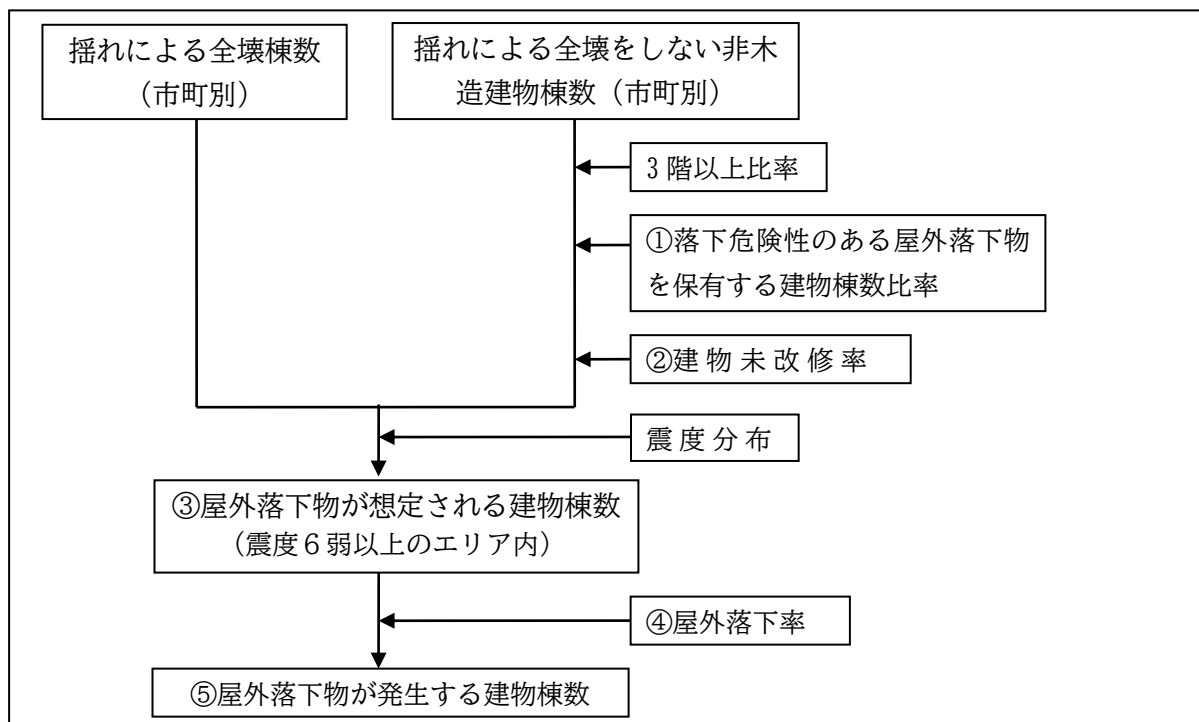 揺れによる全壊棟数
（市町別）
揺れによる全壊をしない非木
造建物棟数（市町別）
3 階以上比率
①落下危険性のある屋外落下物
を保有する建物棟数比率
②建 物 未 改 修 率
震 度 分 布
③屋外落下物が想定される建物棟数
（震度６弱以上のエリア内）
④屋外落下率
⑤屋外落下物が発生する建物棟数